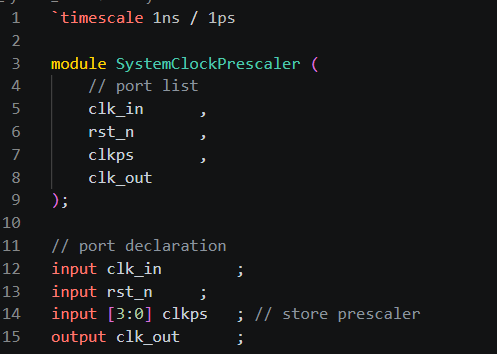 1 `timescale 1ns / 1ps
2
3 module SystemClockPrescaler (
4 // port list
5 clk_in ,
6 rst_n ,
7 clkps ,
8 clk_out
9 );
10
11 // port declaration
12 input clk_in ;
13 input rst_n ;
14 input [3:0] clkps ; // store prescaler
15 output clk_out ;